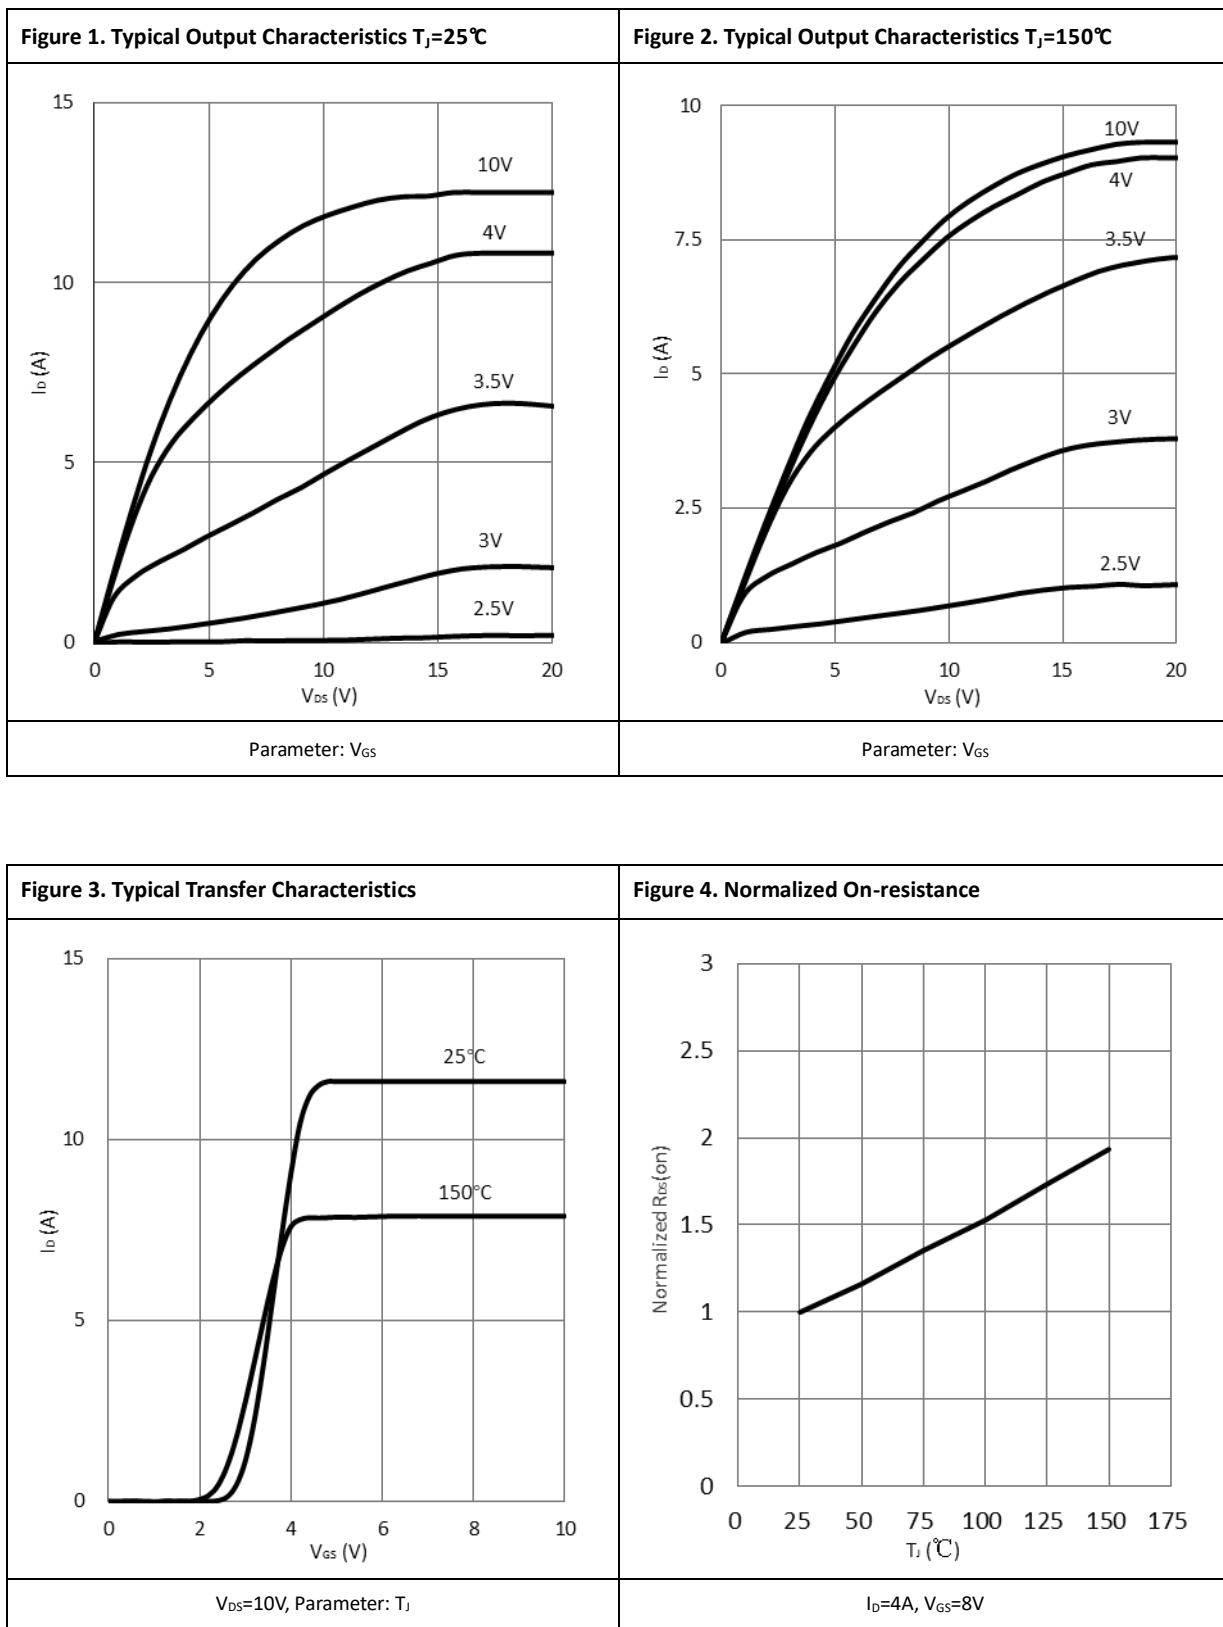 Figure 1. Typical Output Characteristics TJ=25℃
Figure 2. Typical Output Characteristics TJ=150℃
15
10
5
0
ID (A)
10V
4V
3.5V
3V
2.5V
0 5 10 15 20
VDS (V)
10
7.5
5
2.5
0
ID (A)
10V
4V
3.5V
3V
2.5V
0 5 10 15 20
VDS (V)
Parameter: VGS
Parameter: VGS
Figure 3. Typical Transfer Characteristics
Figure 4. Normalized On-resistance
15
10
5
0
ID (A)
25°C
150°C
0 2 4 6 8 10
VGS (V)
3
2.5
2
1.5
1
0.5
0
Normalized RDS(on)
0 25 50 75 100 125 150 175
TJ (℃)
VDS=10V, Parameter: TJ
ID=4A, VGS=8V